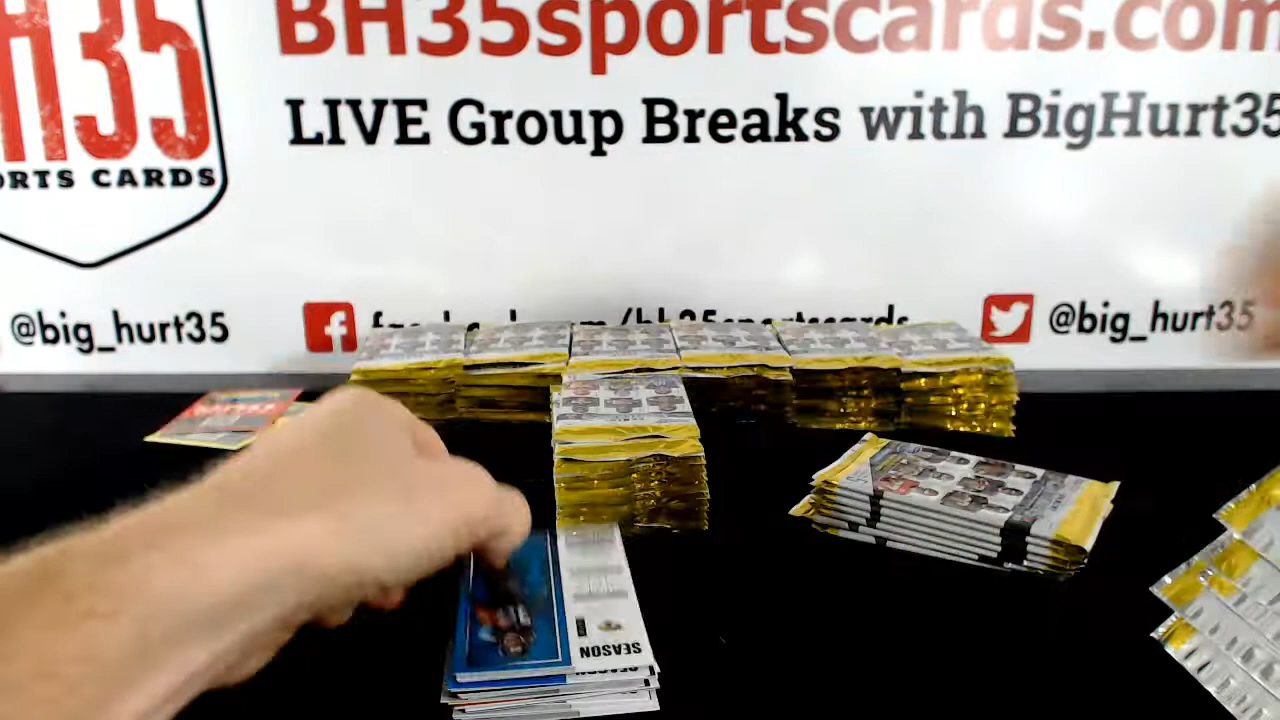 BH35sportscards.com
LIVE Group Breaks with BigHurt35
H35
ORTS CARDS
@big_hurt35
@big_hurt35
SEASON